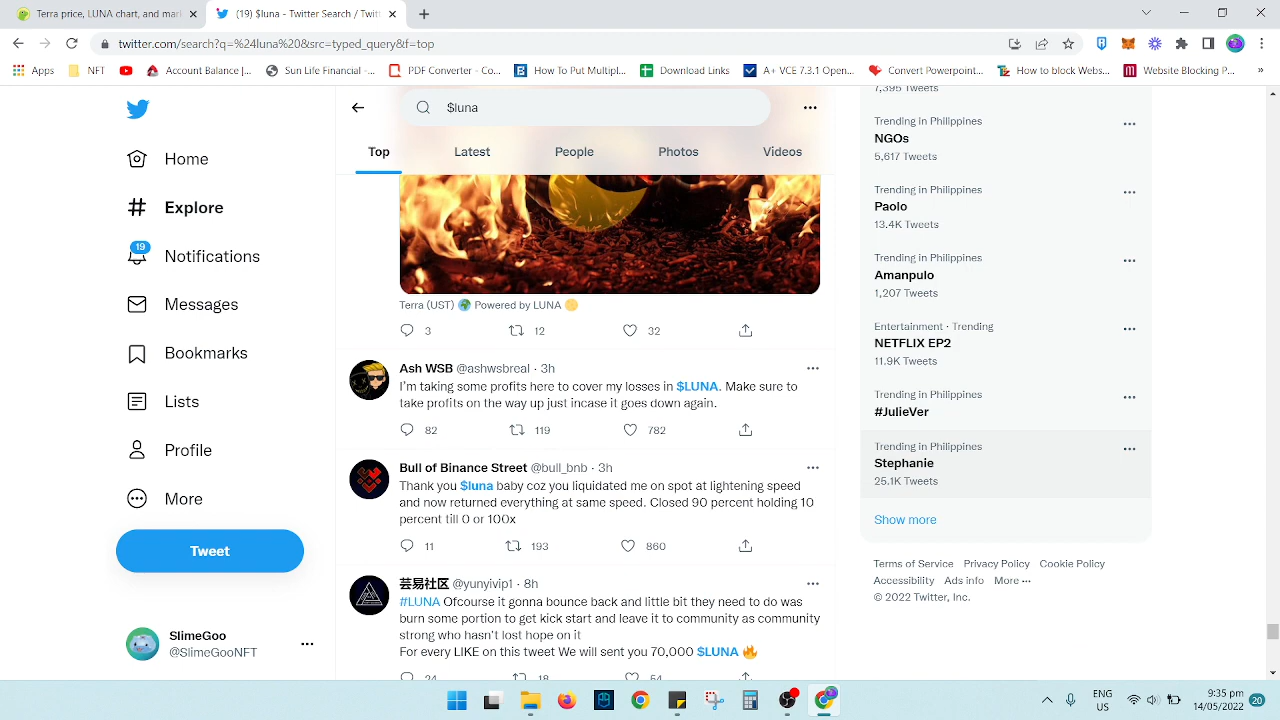 Terra price, LUNA chart, and mark
(19) $luna - Twitter Search / Twitt
twitter.com/search?q=%24luna%20&src=typed_query&f=top
Apps
NFT
Account Balance |...
Sun Life Financial -...
PDF Converter - Co...
How To Put Multipl...
Download Links
A+ VCE 7.3.1 Open...
Convert Powerpoint...
How to block Webs...
Website Blocking P...
»
$luna
Top
Latest
People
Photos
Videos
Home
Explore
19
Notifications
Messages
Bookmarks
Lists
Profile
More
Tweet
SlimeGoo
@SlimeGooNFT
Terra (UST) 🌍 Powered by LUNA 🌕
3 12 32
Ash WSB @ashwsbreal · 3h
I'm taking some profits here to cover my losses in $LUNA. Make sure to
take profits on the way up just incase it goes down again.
82 119 782
Bull of Binance Street @bull_bnb · 3h
Thank you $luna baby coz you liquidated me on spot at lightening speed
and now returned everything at same speed. Closed 90 percent holding 10
percent till 0 or 100x
11 193 860
芸易社区 @yunyivip1 · 8h
#LUNA Ofcourse it gonna bounce back and little bit they need to do was
burn some portion to get kick start and leave it to community as community
strong who hasn't lost hope on it
For every LIKE on this tweet We will sent you 70,000 $LUNA 🔥
24 18 54
7,395 Tweets
Trending in Philippines
NGOs
5,617 Tweets
Trending in Philippines
Paolo
13.4K Tweets
Trending in Philippines
Amanpulo
1,207 Tweets
Entertainment · Trending
NETFLIX EP2
11.9K Tweets
Trending in Philippines
#JulieVer
Trending in Philippines
Stephanie
25.1K Tweets
Show more
Terms of Service Privacy Policy Cookie Policy
Accessibility Ads info More ···
© 2022 Twitter, Inc.
ENG
US
9:35 pm
14/05/2022
20